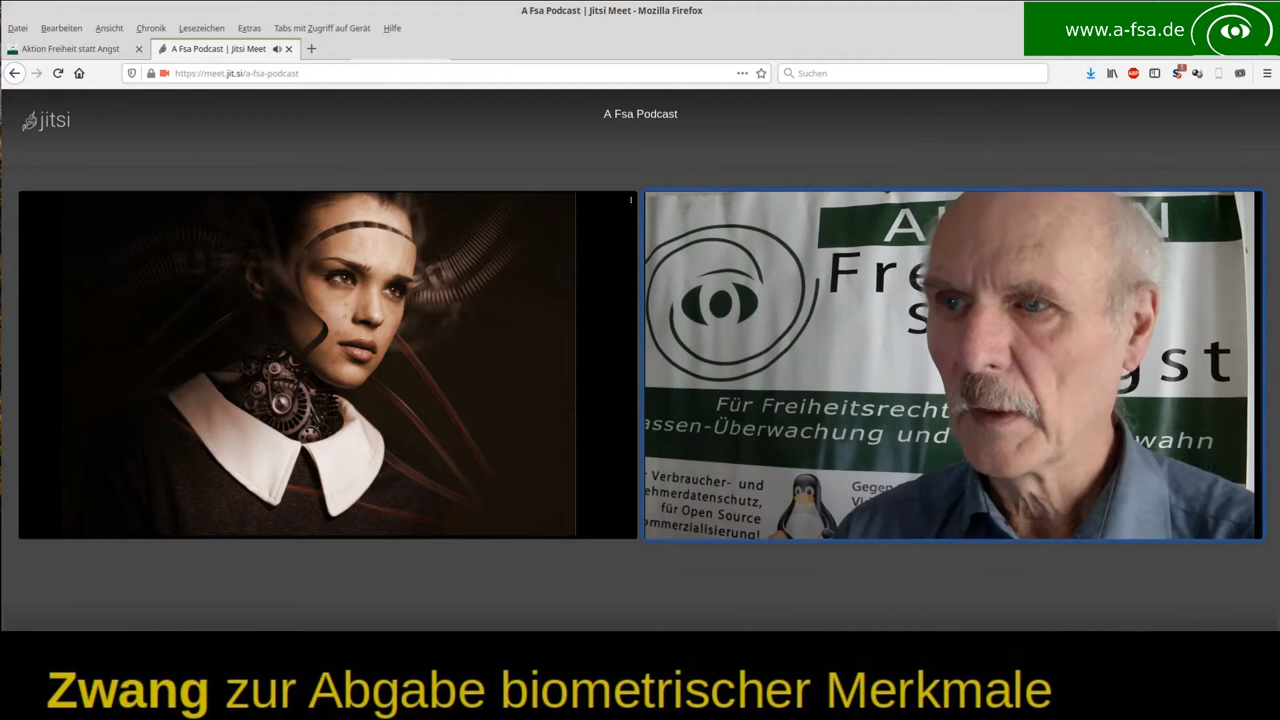 A Fsa Podcast | Jitsi Meet - Mozilla Firefox
www.a-fsa.de
Datei Bearbeiten Ansicht Chronik Lesezeichen Extras Tabs mit Zugriff auf Gerät Hilfe
Aktion Freiheit statt Angst
A Fsa Podcast | Jitsi Meet
https://meet.jit.si/a-fsa-podcast
Suchen
ABP
jitsi
A Fsa Podcast
A N
Fre
s
gst
Für Freiheitsrecht
assen-Überwachung und wahn
r Verbraucher- und
ehmerdatenschutz,
für Open Source
ommerzialisierung!
Gegen
Zwang zur Abgabe biometrischer Merkmale